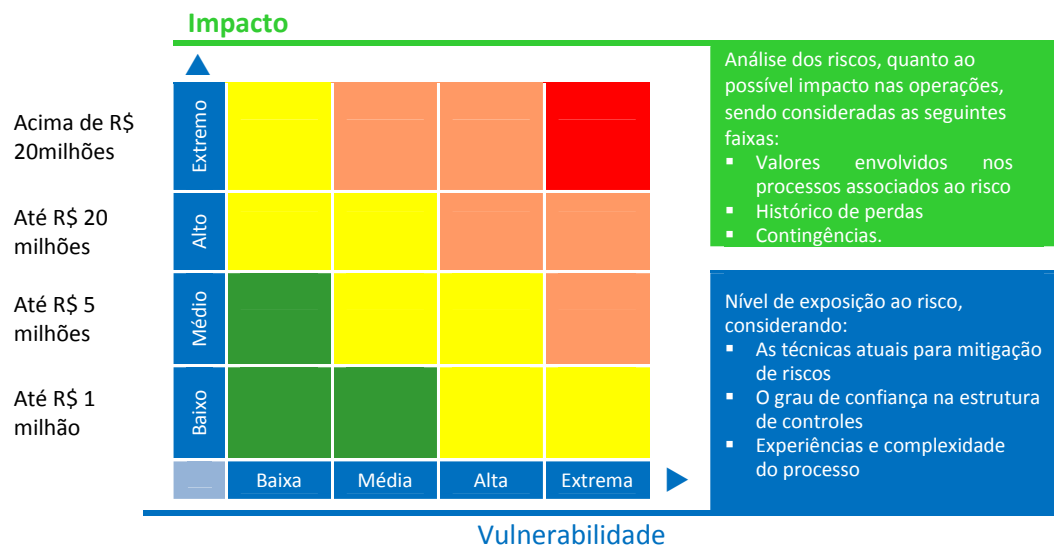 Impacto
Acima de R$
20milhões
Extremo
Até R$ 20
milhões
Alto
Até R$ 5
milhões
Médio
Até R$ 1
milhão
Baixo
Baixa
Média
Alta
Extrema
Vulnerabilidade
Análise dos riscos, quanto ao
possível impacto nas operações,
sendo consideradas as seguintes
faixas:
▪ Valores envolvidos nos
processos associados ao risco
▪ Histórico de perdas
▪ Contingências.
Nível de exposição ao risco,
considerando:
▪ As técnicas atuais para mitigação
de riscos
▪ O grau de confiança na estrutura
de controles
▪ Experiências e complexidade
do processo